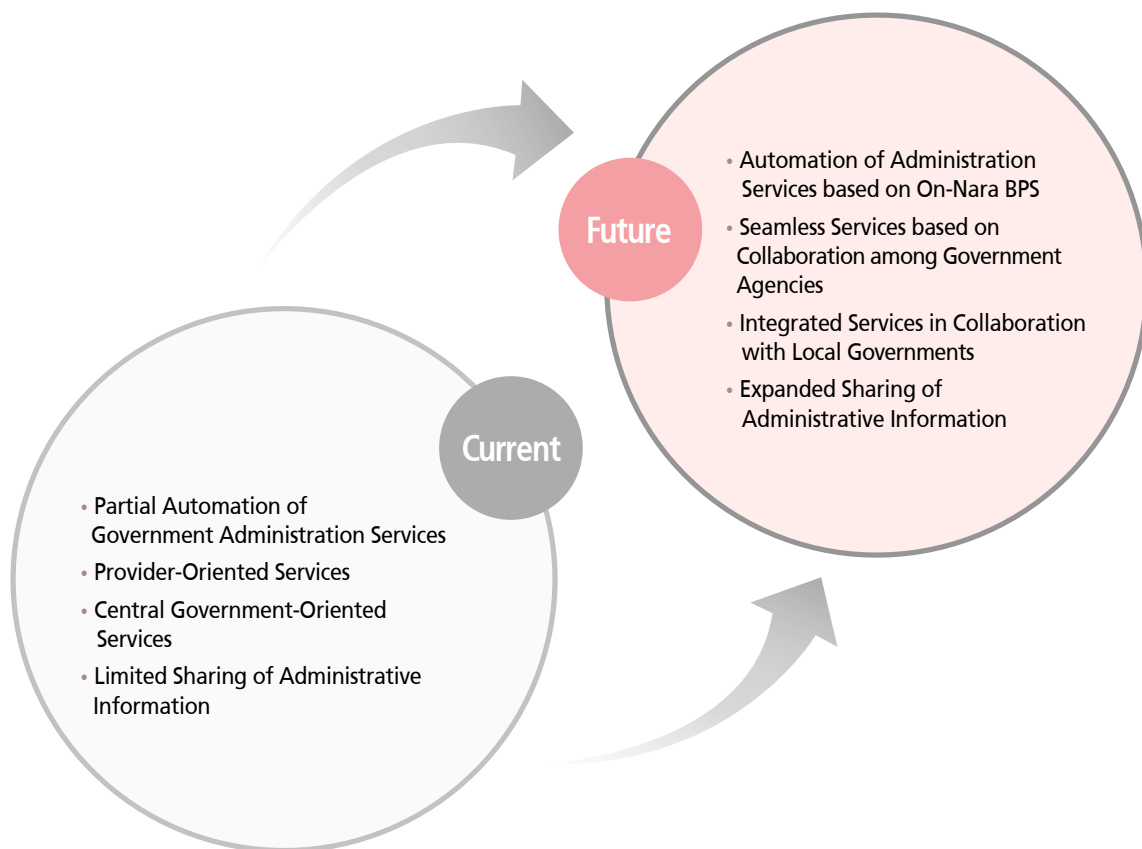 Future
• Automation of Administration
Services based on On-Nara BPS
• Seamless Services based on
Collaboration among Government
Agencies
• Integrated Services in Collaboration
with Local Governments
• Expanded Sharing of
Administrative Information
Current
• Partial Automation of
Government Administration Services
• Provider-Oriented Services
• Central Government-Oriented
Services
• Limited Sharing of Administrative
Information